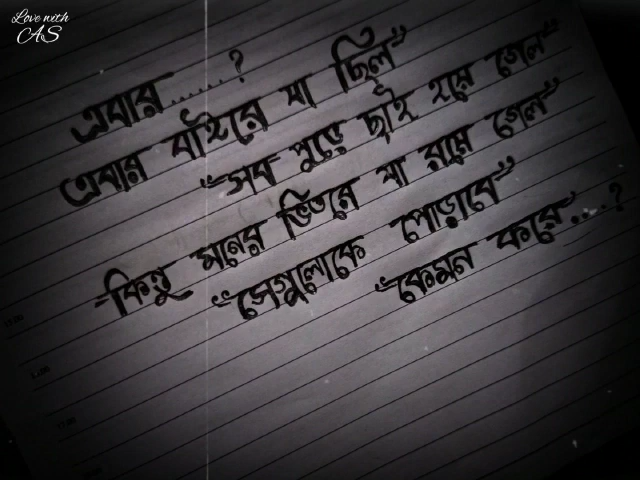 Love with
AS
এবার......?
এবার বাইরে যা ছিল"
"সব পুড়ে ছাই হয়ে গেল"
-কিন্তু মনের ভিতরে যা রয়ে গেল"
"সেগুলোকে পোড়াবে"
"কেমন করে....?